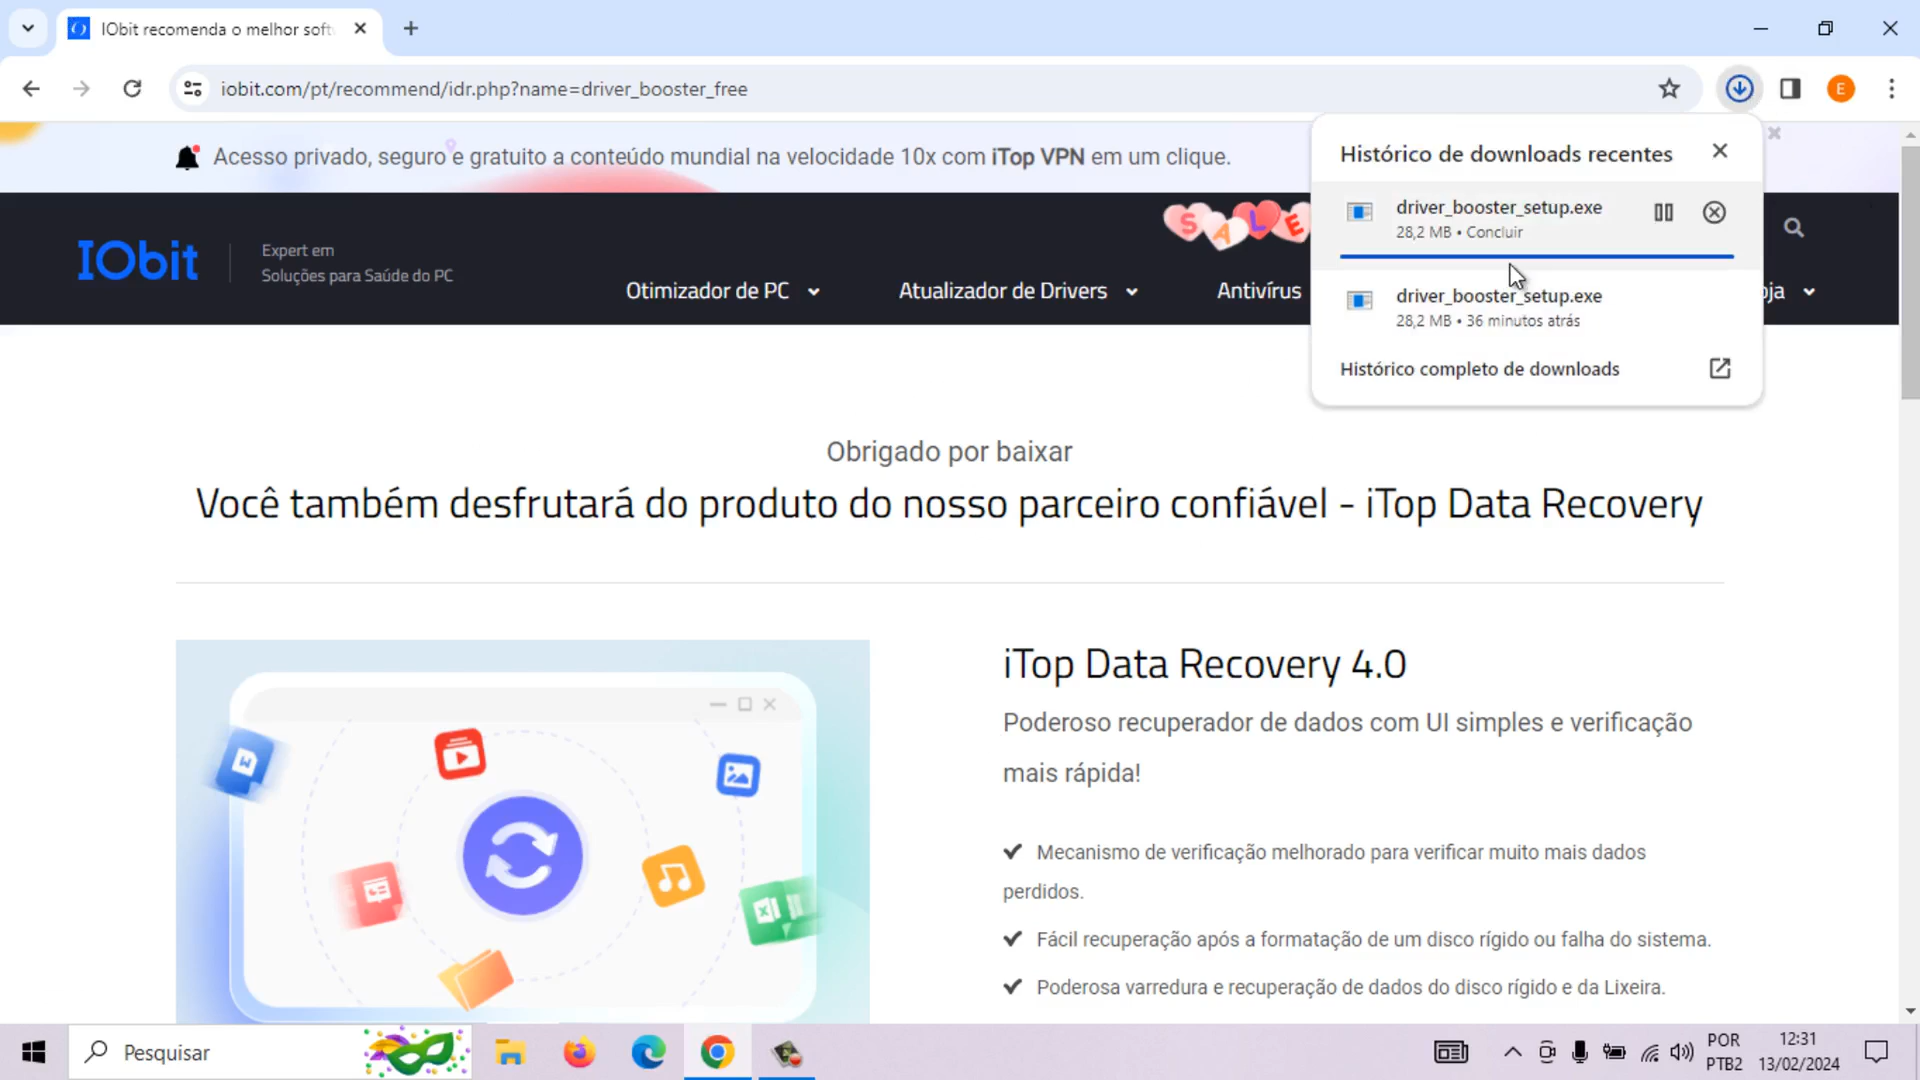 IObit recomenda o melhor soft
iobit.com/pt/recommend/idr.php?name=driver_booster_free
E
Acesso privado, seguro e gratuito a conteúdo mundial na velocidade 10x com iTop VPN em um clique.
Histórico de downloads recentes
driver_booster_setup.exe
28,2 MB • Concluir
driver_booster_setup.exe
28,2 MB • 36 minutos atrás
Histórico completo de downloads
IObit
Expert em
Soluções para Saúde do PC
SALE
Otimizador de PC
Atualizador de Drivers
Antivírus
oja
Obrigado por baixar
Você também desfrutará do produto do nosso parceiro confiável - iTop Data Recovery
W
X
iTop Data Recovery 4.0
Poderoso recuperador de dados com UI simples e verificação
mais rápida!
Mecanismo de verificação melhorado para verificar muito mais dados
perdidos.
Fácil recuperação após a formatação de um disco rígido ou falha do sistema.
Poderosa varredura e recuperação de dados do disco rígido e da Lixeira.
Pesquisar
POR
PTB2
12:31
13/02/2024